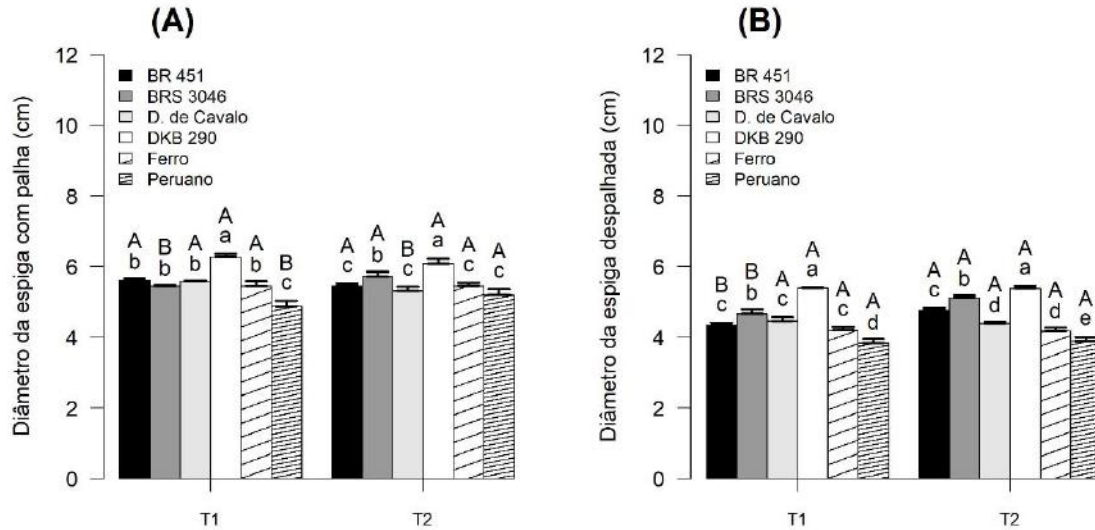 (A)
Diâmetro da espiga com palha (cm)
12
10
8
6
4
2
0
BR 451
BRS 3046
D. de Cavalo
DKB 290
Ferro
Peruano
A B A A A B
b b b a b c
A A B A A A
c b c a c c
T1 T2
(B)
Diâmetro da espiga despalhada (cm)
12
10
8
6
4
2
0
BR 451
BRS 3046
D. de Cavalo
DKB 290
Ferro
Peruano
B B A A A A
c b c a c d
A A A A A A
c b d a d e
T1 T2